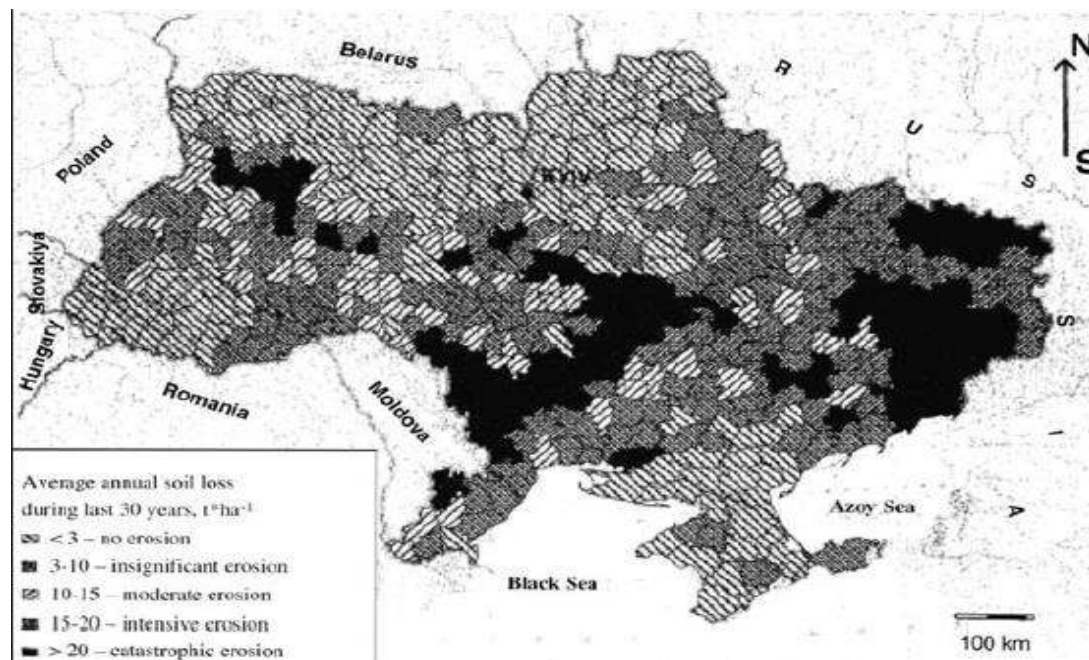 Belarus
N
S
R
U
S
S
I
A
Poland
Kyiv
Slovakiya
Hungary
Romania
Moldova
Azov Sea
Black Sea
100 km
Average annual soil loss
during last 30 years, t*ha⁻¹
< 3 – no erosion
3-10 – insignificant erosion
10-15 – moderate erosion
15-20 – intensive erosion
> 20 – catastrophic erosion